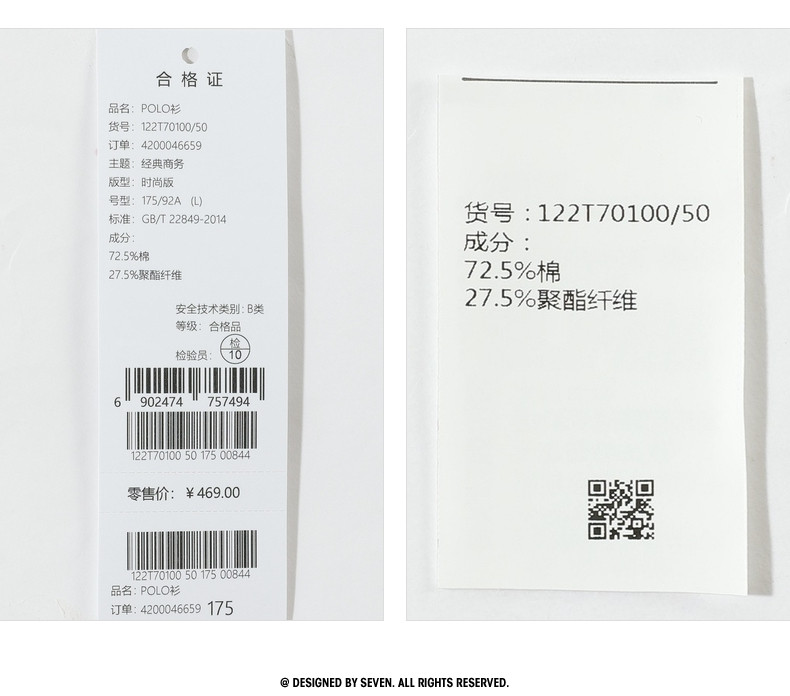 合格证
品名: POLO衫
货号: 122T70100/50
订单: 4200046659
主题: 经典商务
版型: 时尚版
号型: 175/92A (L)
标准: GB/T 22849-2014
成分:
72.5%棉
27.5%聚酯纤维
安全技术类别: B类
等级: 合格品
检验员: 检 10
6 902474 757494
122T70100 50 175 00844
零售价: ¥469.00
122T70100 50 175 00844
品名: POLO衫
订单: 4200046659 175
货号:122T70100/50
成分:
72.5%棉
27.5%聚酯纤维
@ DESIGNED BY SEVEN. ALL RIGHTS RESERVED.